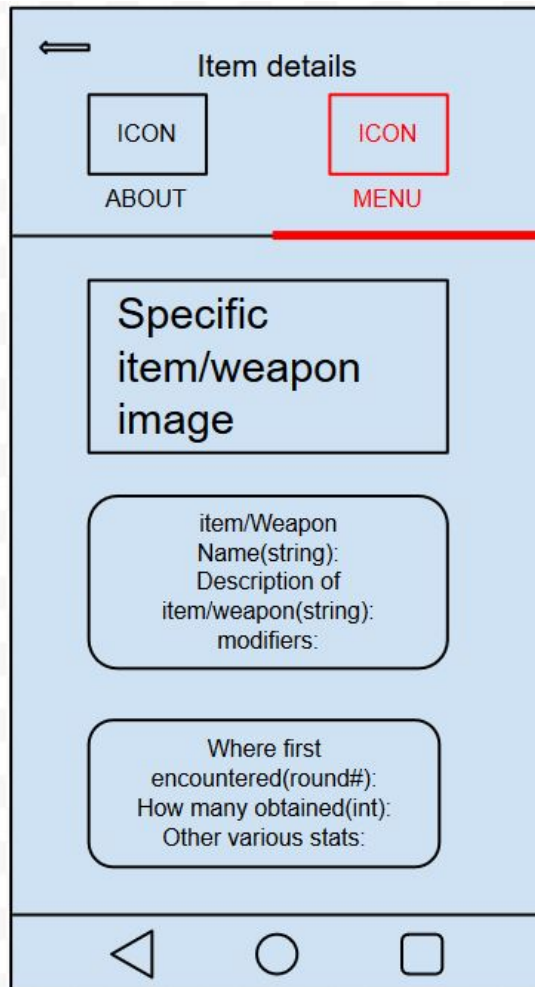 Item details
ICON
ICON
ABOUT
MENU
Specific
item/weapon
image
item/Weapon
Name(string):
Description of
item/weapon(string):
modifiers:
Where first
encountered(round#):
How many obtained(int):
Other various stats: